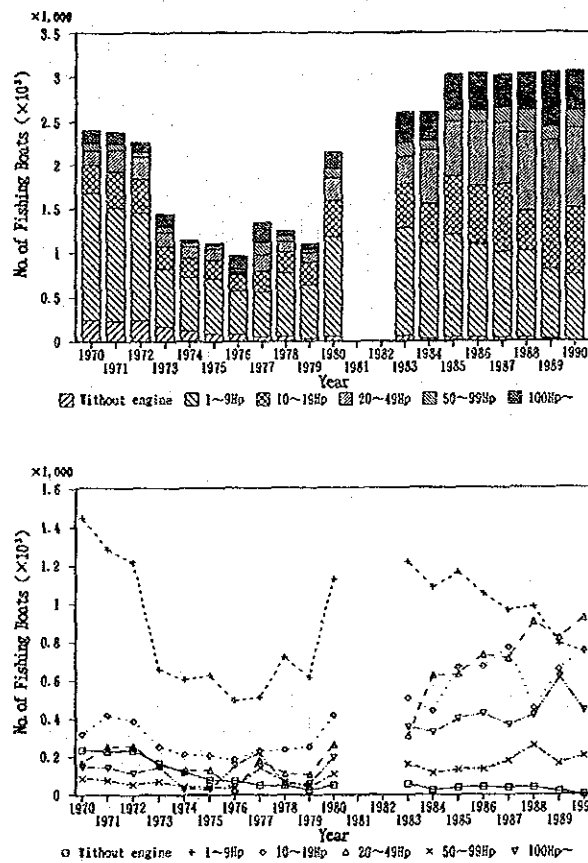 ×1,000
3.5
3
2.5
2
1.5
1
0.5
0
No. of Fishing Boats (×10³)
1970 1972 1974 1976 1978 1980 1982 1984 1986 1988 1990
1971 1973 1975 1977 1979 1981 1983 1985 1987 1989
Year
Without engine 1~9Hp 10~19Hp 20~49Hp 50~99Hp 100Hp~
×1,000
1.6
1.4
1.2
1
0.8
0.6
0.4
0.2
0
No. of Fishing Boats (×10³)
1970 1972 1974 1976 1978 1980 1982 1984 1986 1988 199
1971 1973 1975 1977 1979 1981 1983 1985 1987 1989
Year
Without engine 1~9Hp 10~19Hp 20~49Hp 50~99Hp 100Hp~